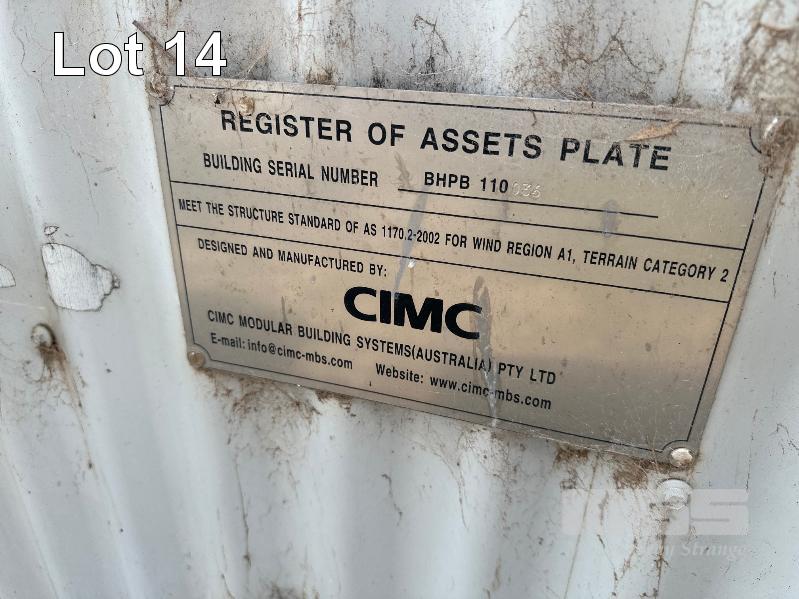 Lot 14
REGISTER OF ASSETS PLATE
BUILDING SERIAL NUMBER BHPB 110036
MEET THE STRUCTURE STANDARD OF AS 1170.2-2002 FOR WIND REGION A1, TERRAIN CATEGORY 2
DESIGNED AND MANUFACTURED BY:
CIMC
CIMC MODULAR BUILDING SYSTEMS(AUSTRALIA) PTY LTD
E-mail: info@cimc-mbs.com Website: www.cimc-mbs.com
Strange